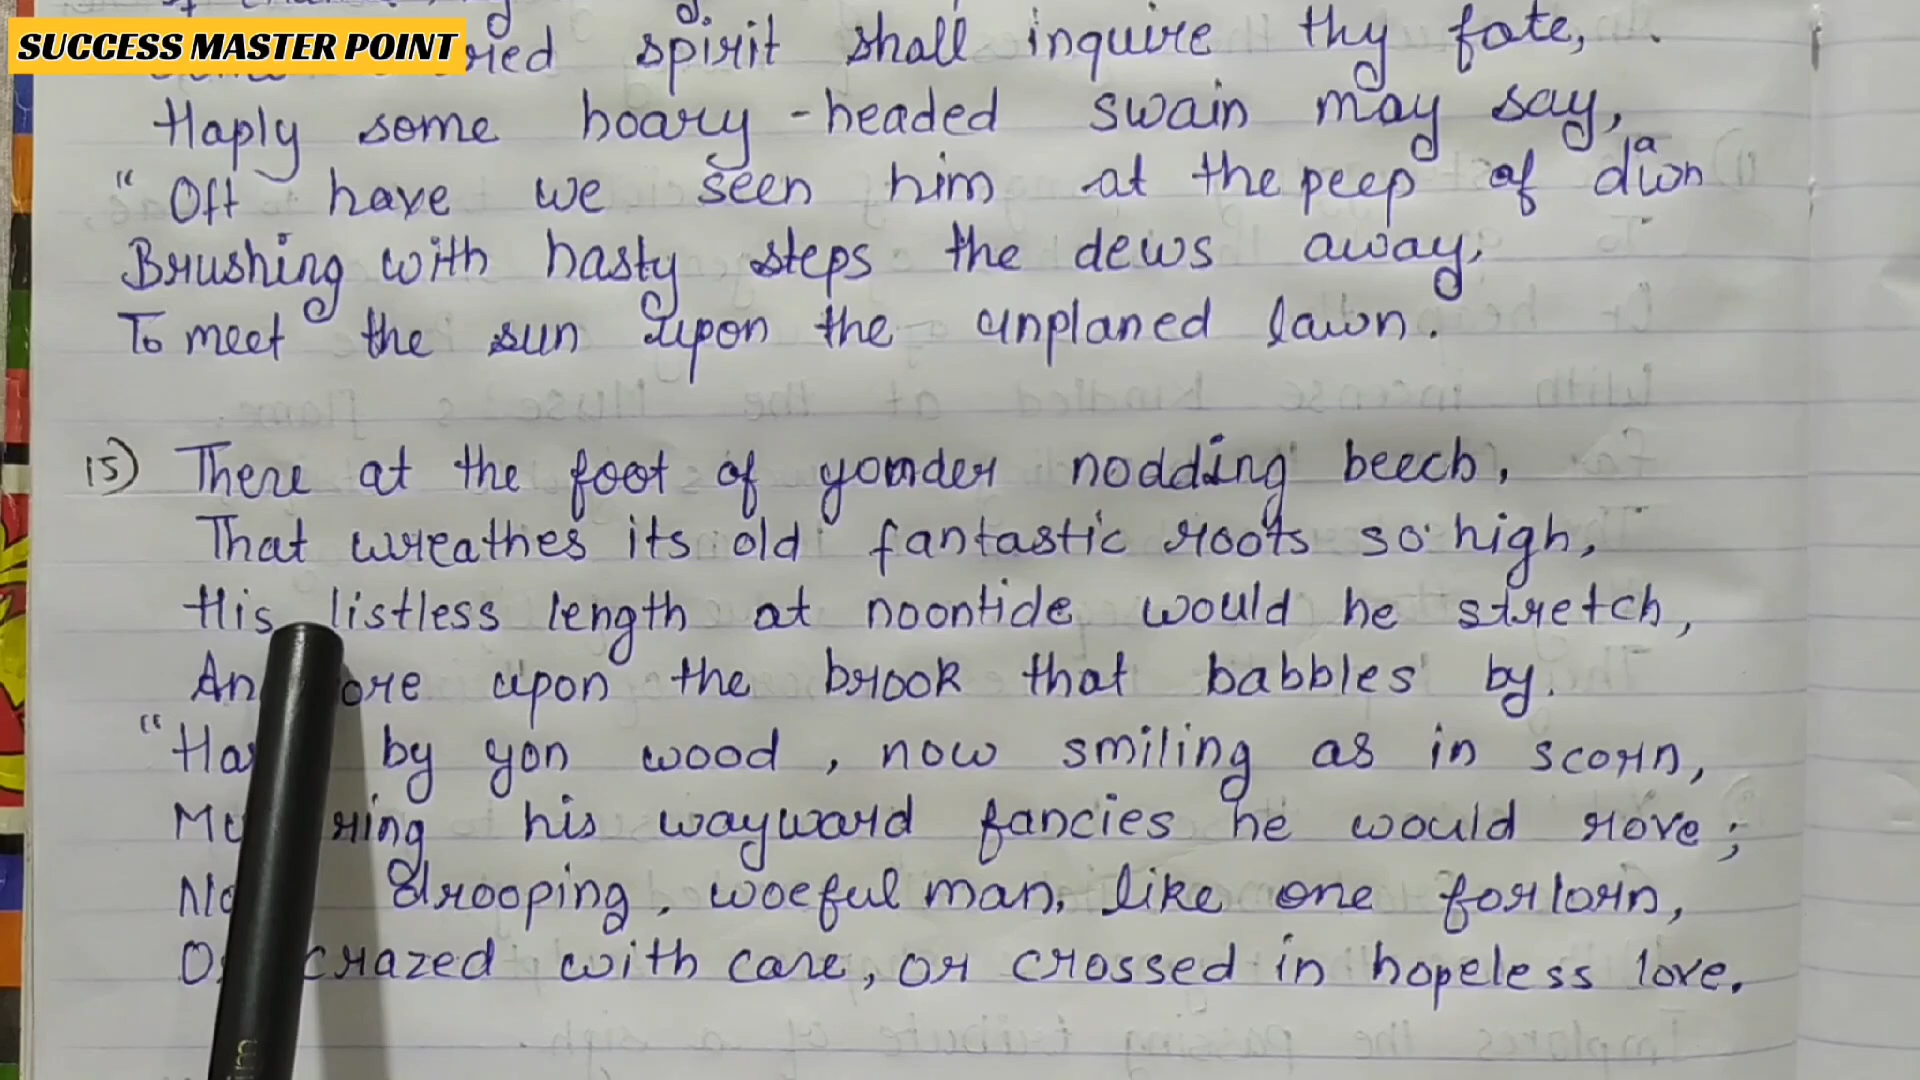 SUCCESS MASTER POINT
spirit shall inquire thy fate,
Haply some hoary-headed swain may say,
"Oft have we seen him at the peep of dawn
Brushing with hasty steps the dews away,
To meet the sun upon the unplaned lawn.
15) There at the foot of yonder nodding beech,
That wreathes its old fantastic roots so high,
His listless length at noontide would he stretch,
upon the brook that babbles by.
" by yon wood, now smiling as in scorn,
his wayward fancies he would rove;
drooping, woeful man, like one forlorn,
crazed with care, or crossed in hopeless love.